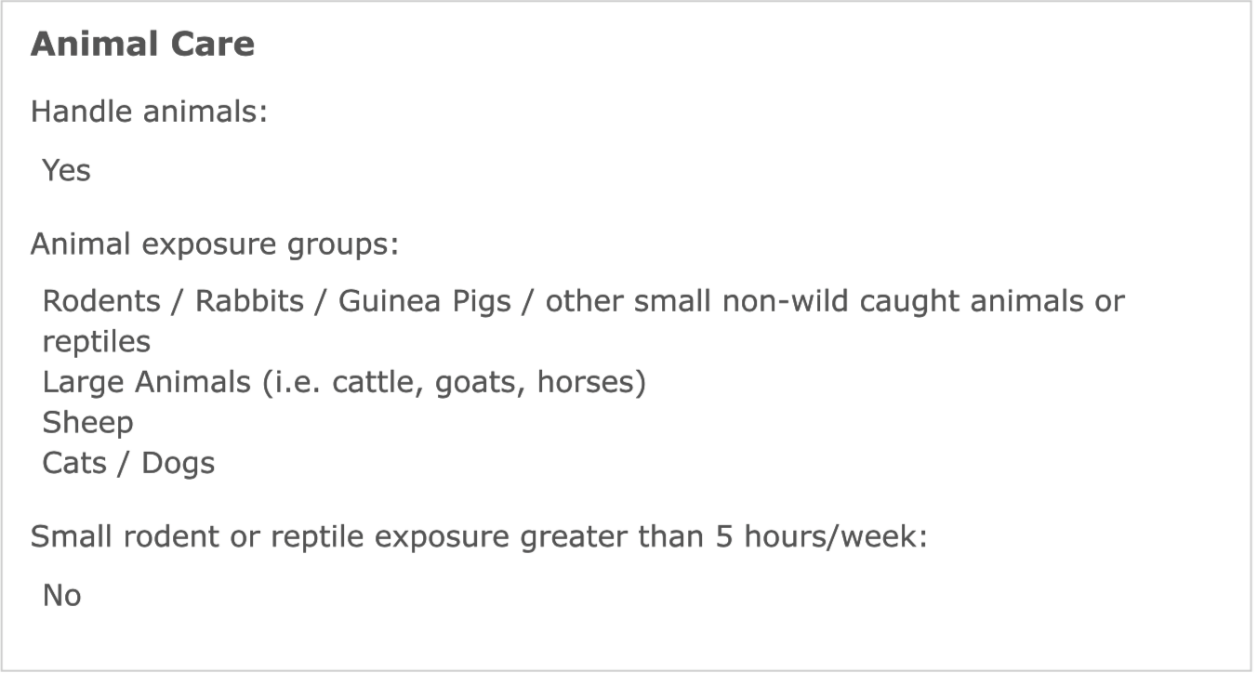 Animal Care
Handle animals:
Yes
Animal exposure groups:
Rodents / Rabbits / Guinea Pigs / other small non-wild caught animals or
reptiles
Large Animals (i.e. cattle, goats, horses)
Sheep
Cats / Dogs
Small rodent or reptile exposure greater than 5 hours/week:
No